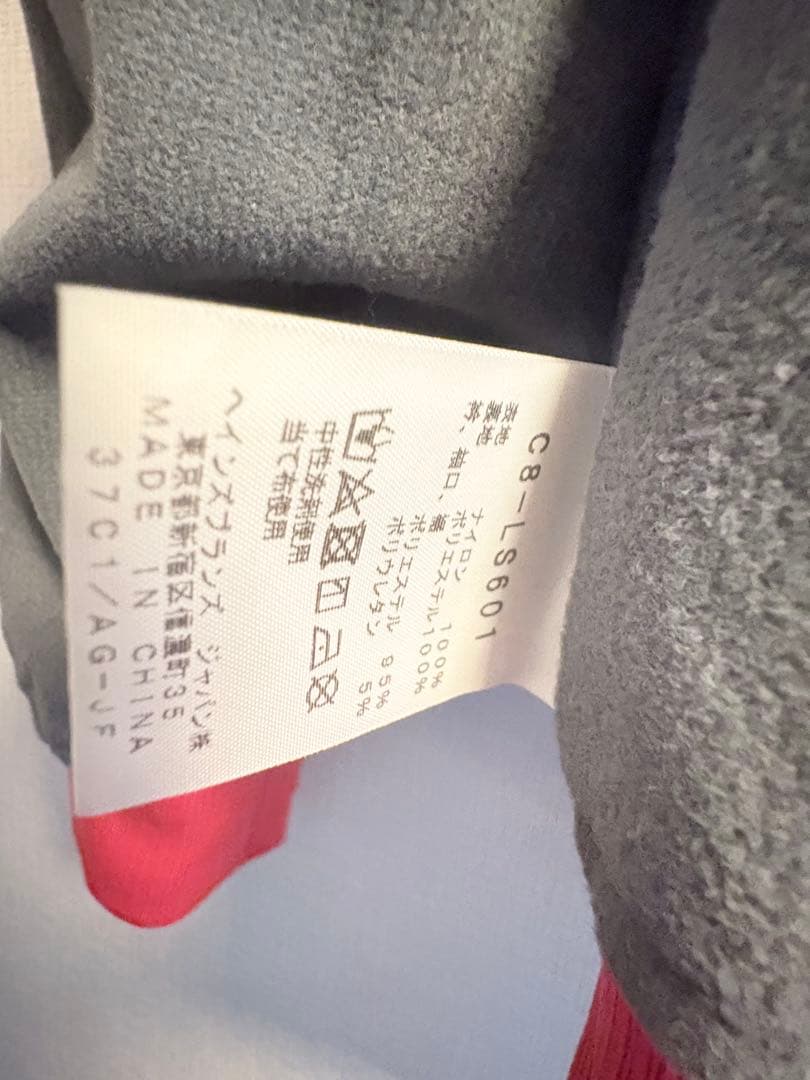 C8-LS601
表地 ナイロン 100%
裏地 ポリエステル100%
衿、袖口、裾
ポリエステル 95%
ポリウレタン 5%
中性洗剤使用
当て布使用
ヘインズブランズ ジャパン㈱
東京都新宿区信濃町35
MADE IN CHINA
37C1/AG-JF